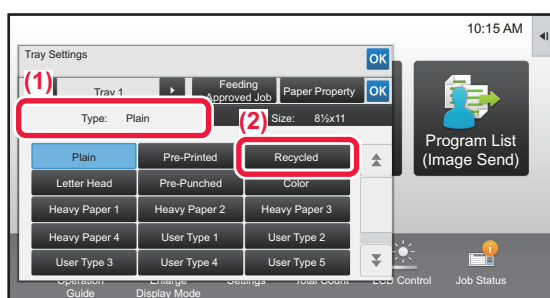 10:15 AM
Tray Settings
OK
(1)
Tray 1
Feeding
Approved Job
Paper Property
OK
Type: Plain
(2)
Size: 8½x11
Plain
Pre-Printed
Recycled
Letter Head
Pre-Punched
Color
Heavy Paper 1
Heavy Paper 2
Heavy Paper 3
Heavy Paper 4
User Type 1
User Type 2
User Type 3
User Type 4
User Type 5
Program List
(Image Send)
Operation
Guide
Enlarge
Display Mode
Settings
Total Count
LCD Control
Job Status